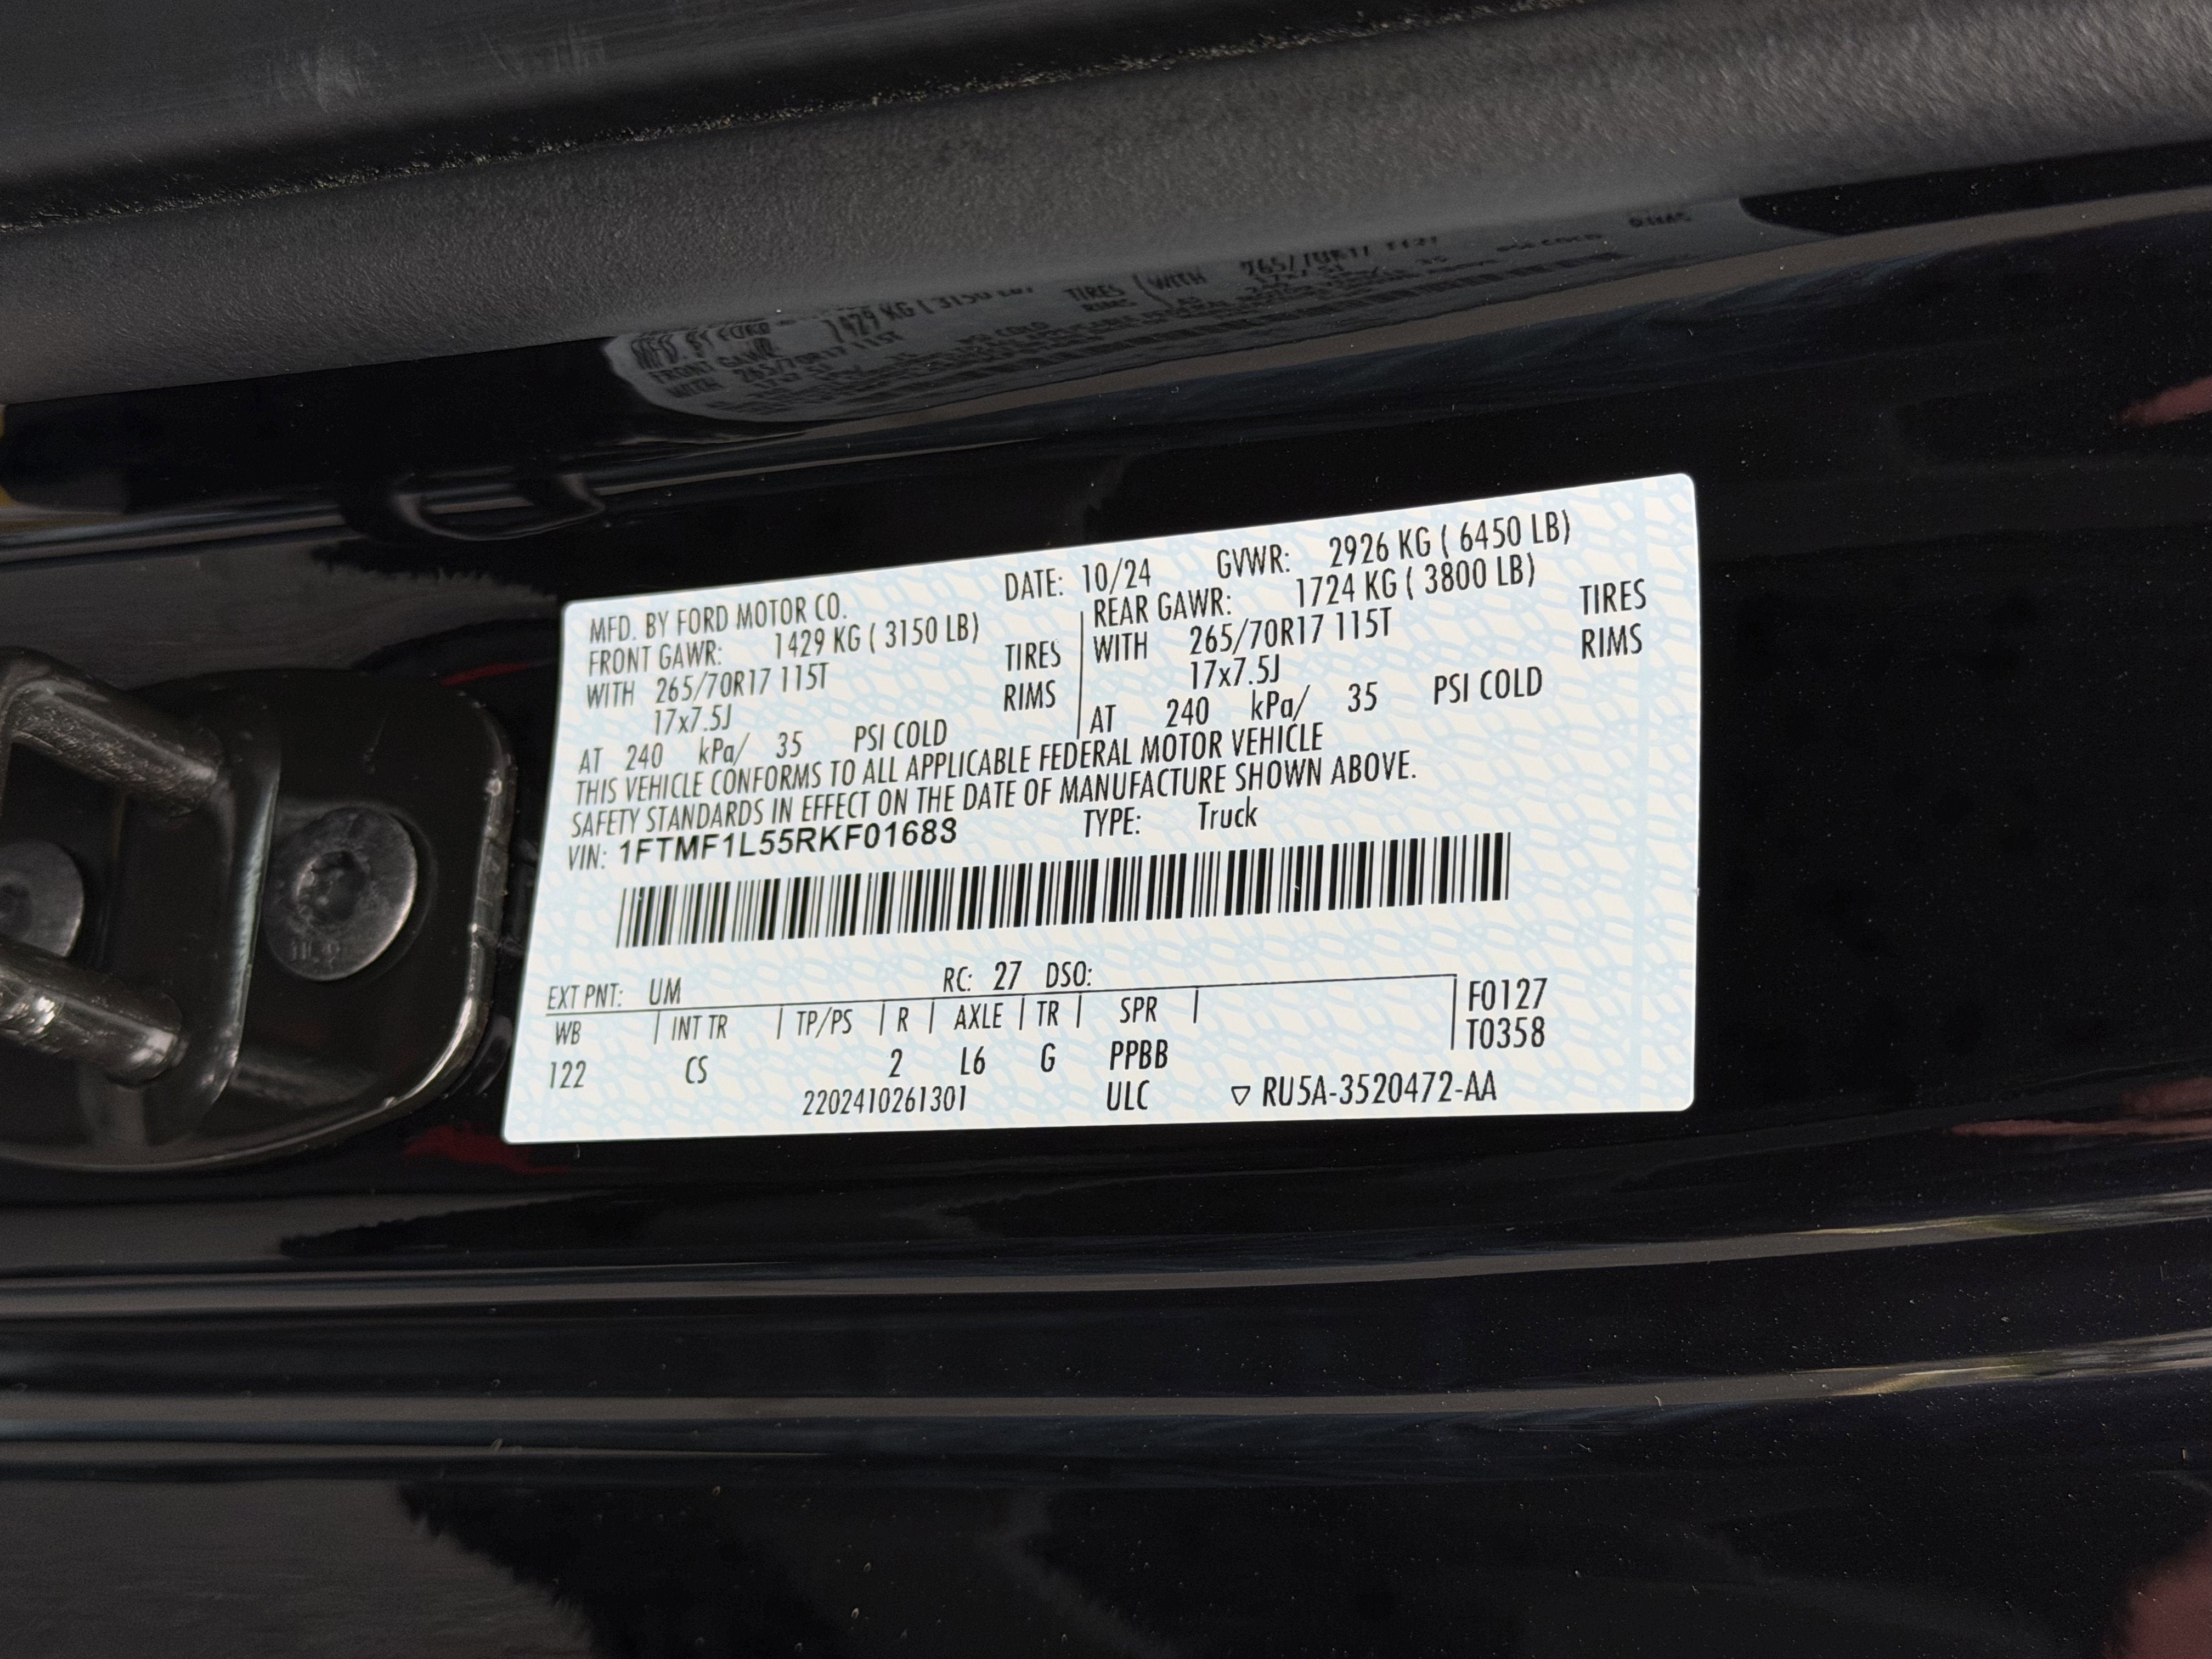 MFD. BY FORD MOTOR CO. DATE: 10/24 GVWR: 2926 KG ( 6450 LB)
FRONT GAWR: 1429 KG ( 3150 LB) REAR GAWR: 1724 KG ( 3800 LB)
WITH 265/70R17 115T TIRES WITH 265/70R17 115T TIRES
17x7.5J RIMS 17x7.5J RIMS
AT 240 kPa/ 35 PSI COLD AT 240 kPa/ 35 PSI COLD
THIS VEHICLE CONFORMS TO ALL APPLICABLE FEDERAL MOTOR VEHICLE
SAFETY STANDARDS IN EFFECT ON THE DATE OF MANUFACTURE SHOWN ABOVE.
VIN: 1FTMF1L55RKF01683 TYPE: Truck
EXT PNT: UM RC: 27 DSO:
WB INT TR TP/PS R AXLE TR SPR F0127
T0358
122 CS 2 L6 G PPBB
2202410261301 ULC ▽ RU5A-3520472-AA